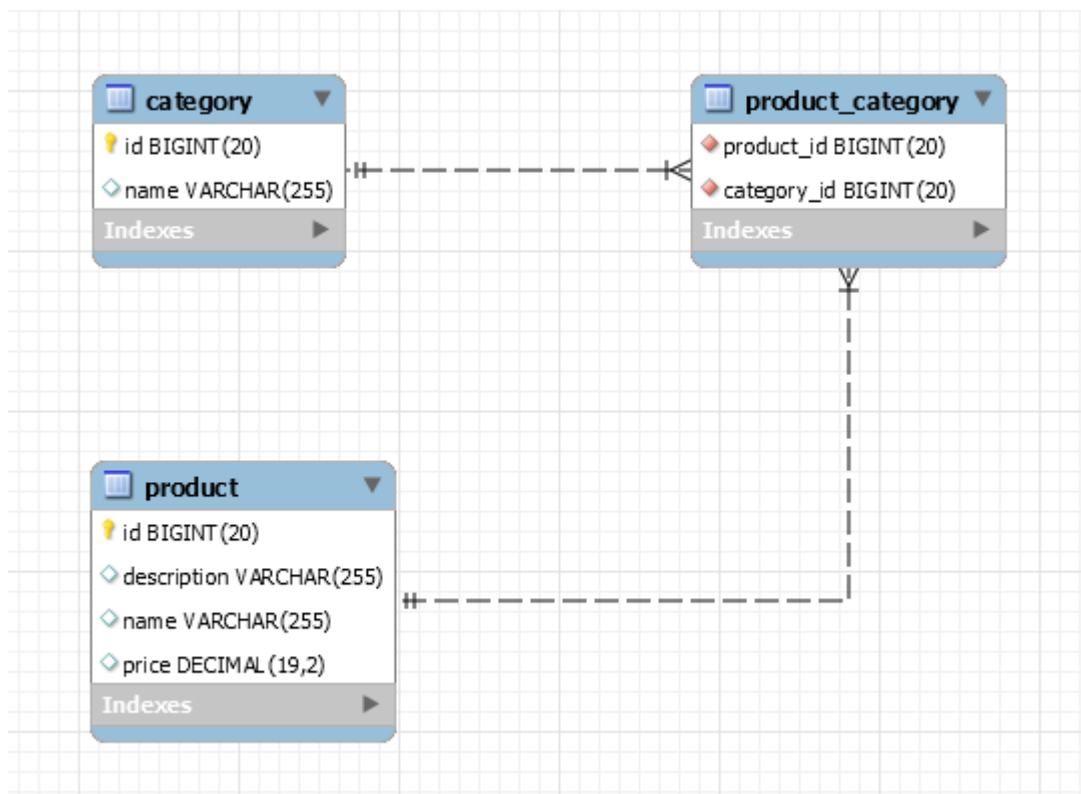 category
id BIGINT(20)
name VARCHAR(255)
Indexes
product_category
product_id BIGINT(20)
category_id BIGINT(20)
Indexes
product
id BIGINT(20)
description VARCHAR(255)
name VARCHAR(255)
price DECIMAL(19,2)
Indexes